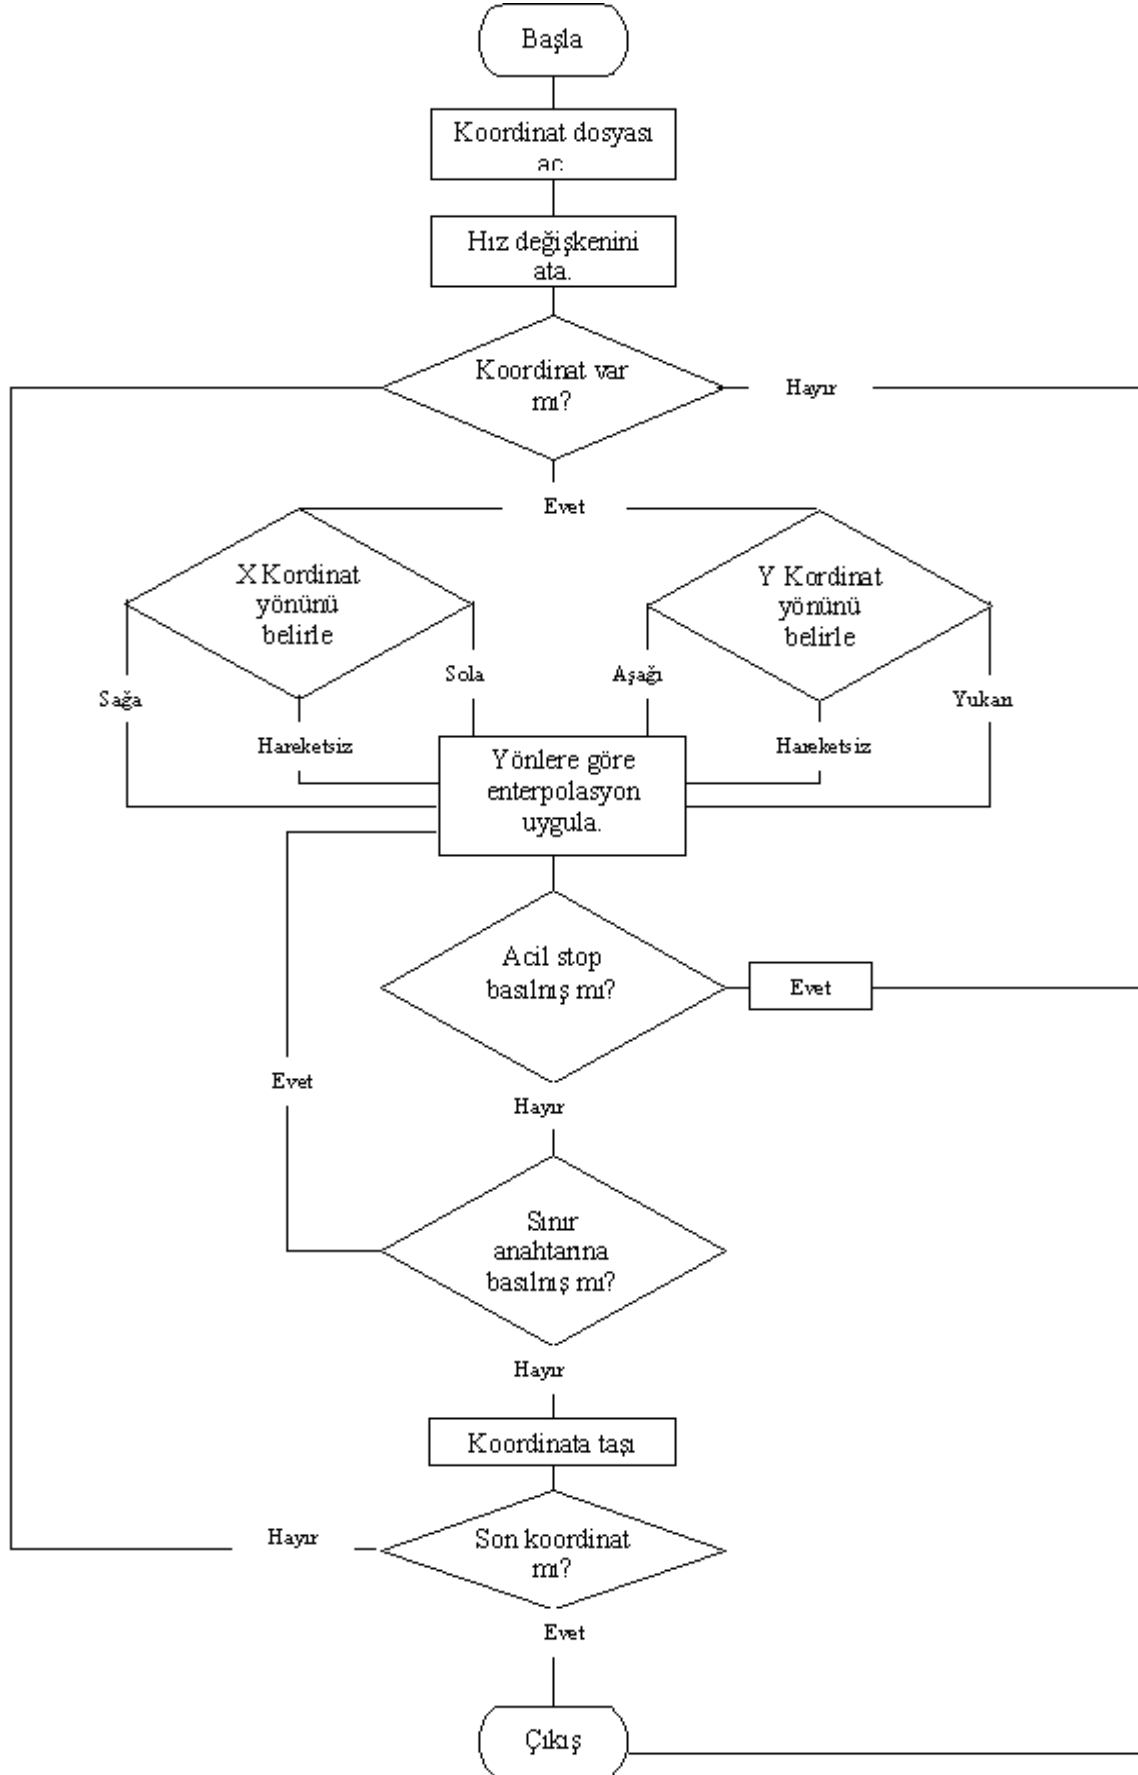 Başla
Koordinat dosyası
aç
Hız değişkenini
ata.
Koordinat var
mı?
Hayır
Evet
X Kordinat
yönünü
belirle
Y Kordinat
yönünü
belirle
Sağa
Sola
Aşağı
Yukarı
Hareketsiz
Hareketsiz
Yönlere göre
enterpolasyon
uygula.
Acil stop
basılmış mı?
Evet
Evet
Hayır
Sınır
anahtarına
basılmış mı?
Hayır
Koordinata taşı
Hayır
Son koordinat
mı?
Evet
Çıkış